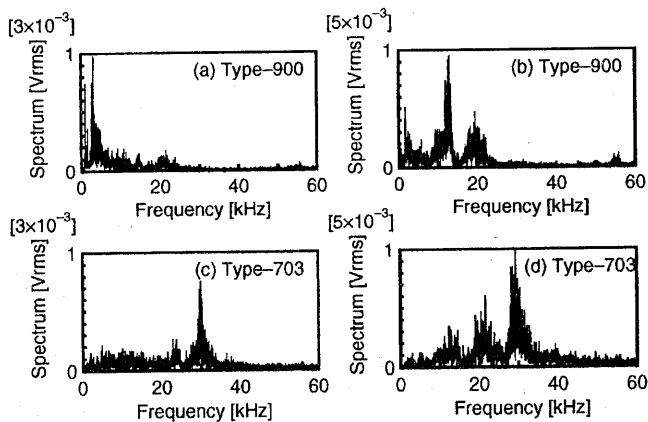 [3×10⁻³]
1
Spectrum [Vrms]
(a) Type–900
0
0 20 40 60
Frequency [kHz]
[5×10⁻³]
1
Spectrum [Vrms]
(b) Type–900
0
0 20 40 60
Frequency [kHz]
[3×10⁻³]
1
Spectrum [Vrms]
(c) Type–703
0
0 20 40 60
Frequency [kHz]
[5×10⁻³]
1
Spectrum [Vrms]
(d) Type–703
0
0 20 40 60
Frequency [kHz]